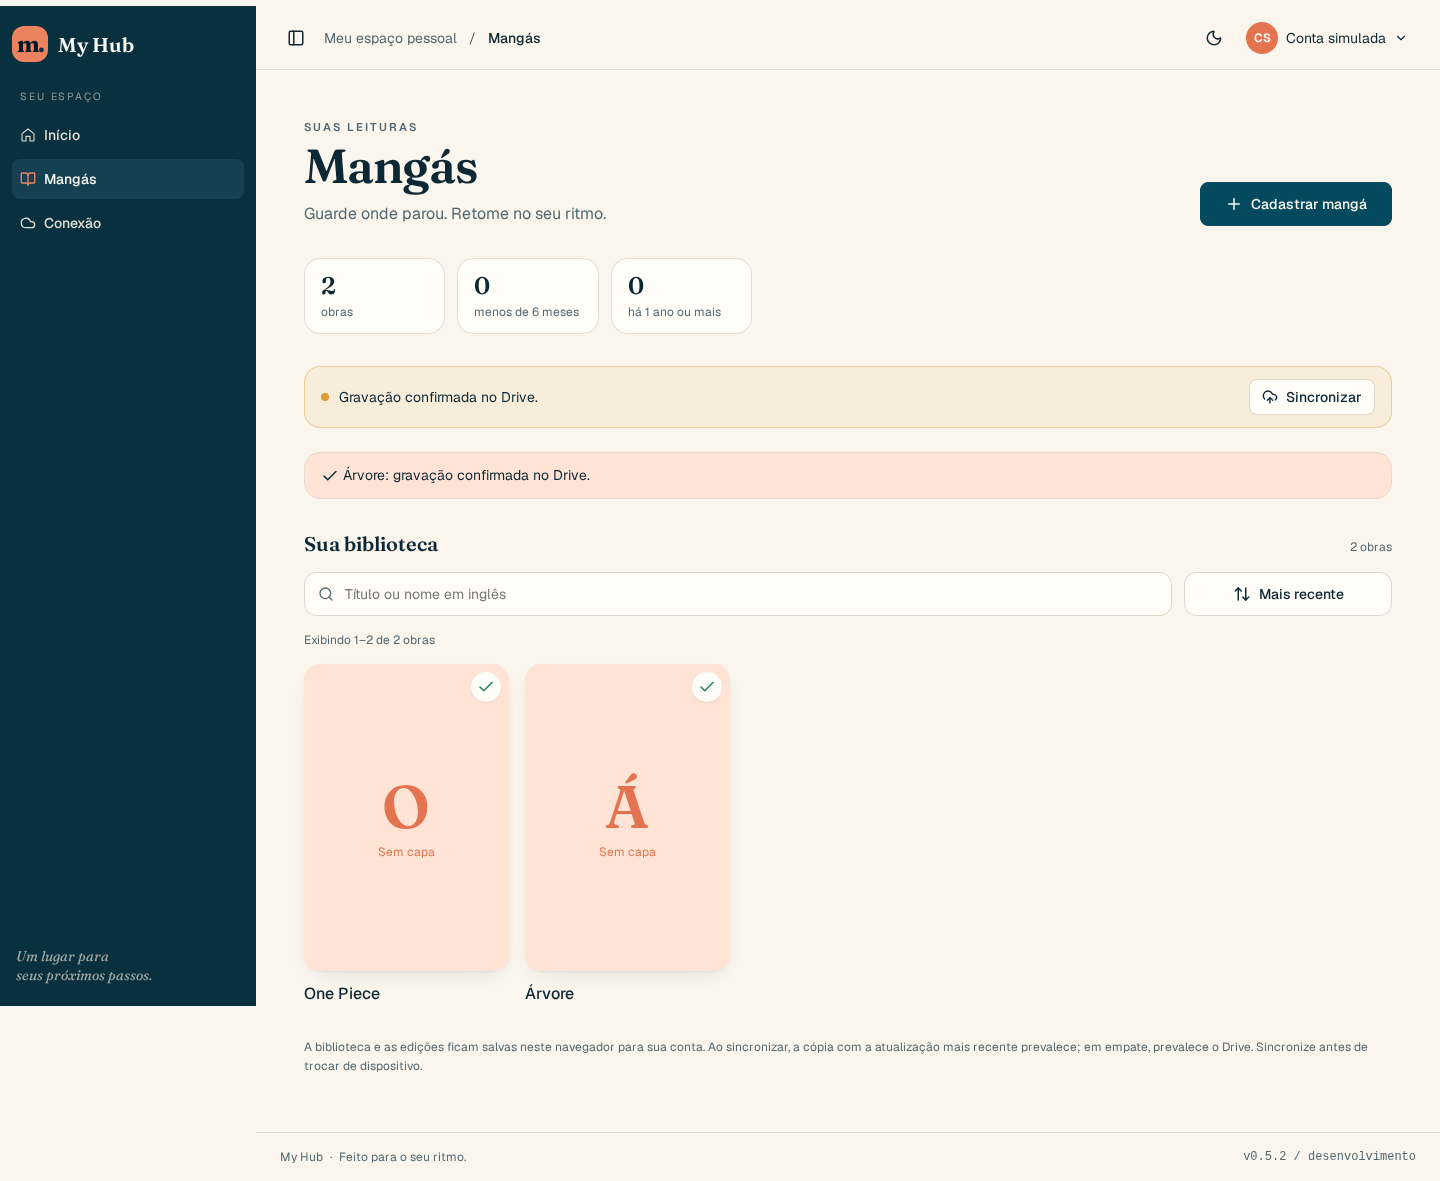 m. My Hub
SEU ESPAÇO
Início
Mangás
Conexão
Um lugar para
seus próximos passos.
Meu espaço pessoal / Mangás
CS Conta simulada
SUAS LEITURAS
Mangás
Guarde onde parou. Retome no seu ritmo.
Cadastrar mangá
2
obras
0
menos de 6 meses
0
há 1 ano ou mais
Gravação confirmada no Drive.
Sincronizar
Árvore: gravação confirmada no Drive.
Sua biblioteca
2 obras
Título ou nome em inglês
Mais recente
Exibindo 1–2 de 2 obras
O
Sem capa
One Piece
Á
Sem capa
Árvore
A biblioteca e as edições ficam salvas neste navegador para sua conta. Ao sincronizar, a cópia com a atualização mais recente prevalece; em empate, prevalece o Drive. Sincronize antes de
trocar de dispositivo.
My Hub · Feito para o seu ritmo.
v0.5.2 / desenvolvimento